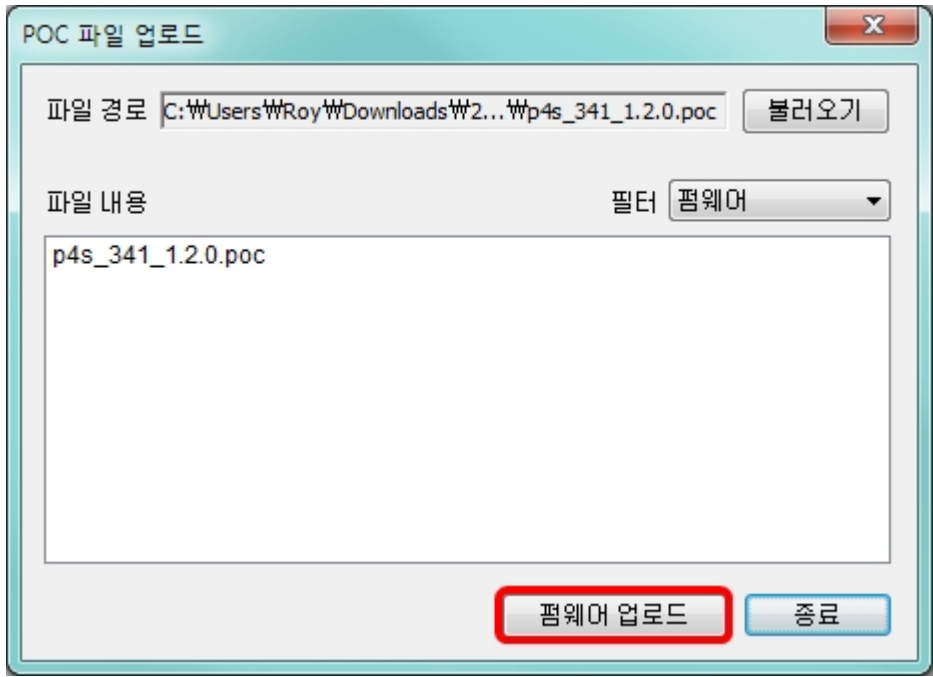 POC 파일 업로드
파일 경로 C:₩Users₩Roy₩Downloads₩2...₩p4s_341_1.2.0.poc 불러오기
파일 내용 필터 펌웨어
p4s_341_1.2.0.poc
펌웨어 업로드 종료